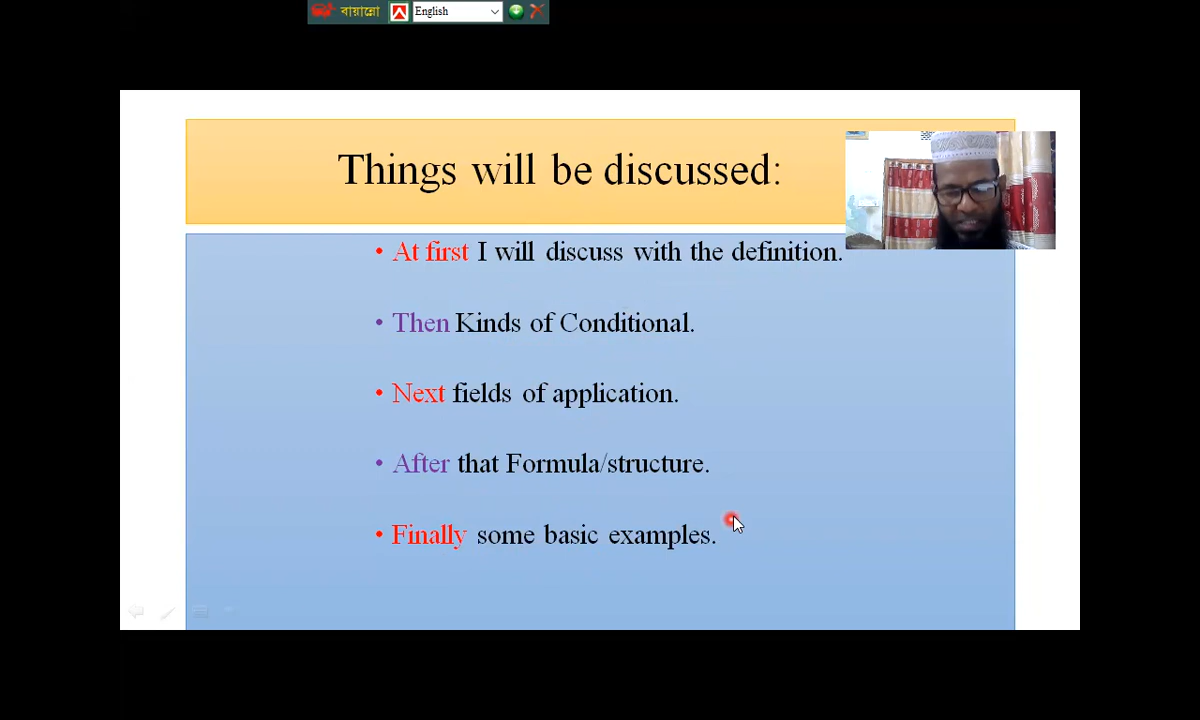 বায়ান্নো English
Things will be discussed:
• At first I will discuss with the definition.
• Then Kinds of Conditional.
• Next fields of application.
• After that Formula/structure.
• Finally some basic examples.